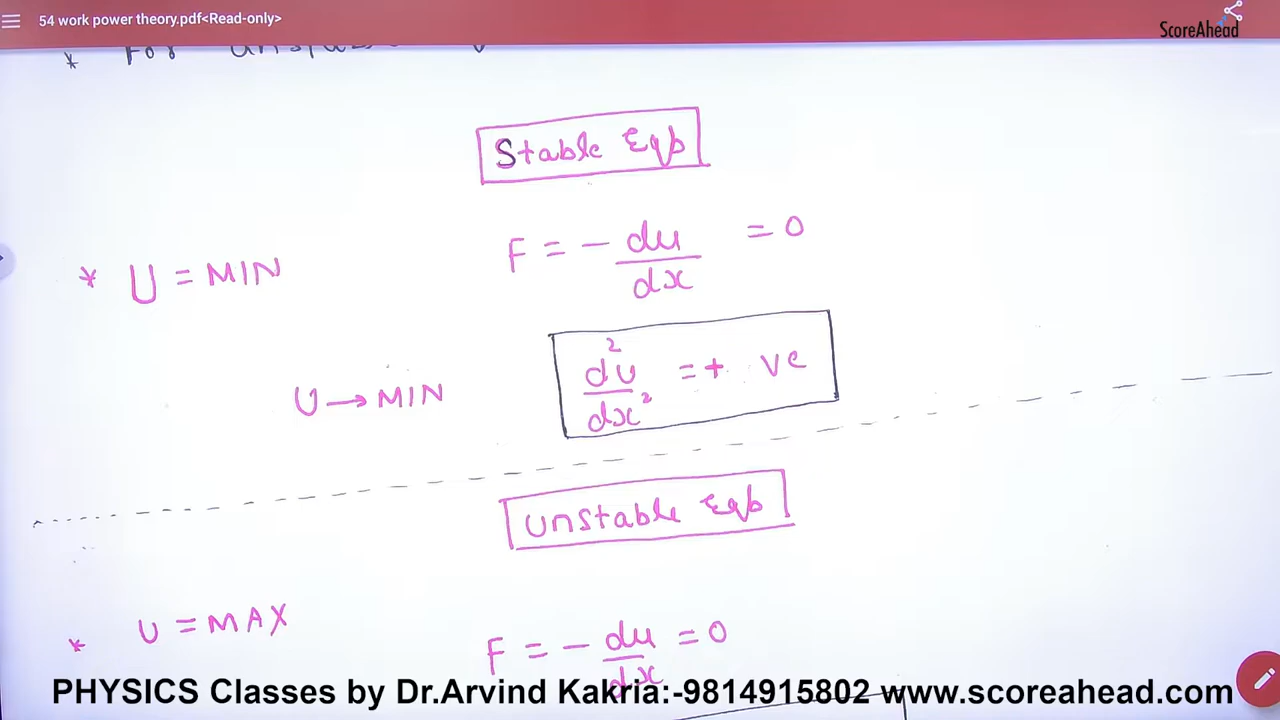 54 work power theory.pdf<Read-only>
ScoreAhead
* For
Stable Eqb
* U = MIN
F = - du/dx = 0
U → MIN
d²u/dx² = + ve
Unstable Eqb
* U = MAX
F = - du/dx = 0
PHYSICS Classes by Dr.Arvind Kakria:-9814915802 www.scoreahead.com